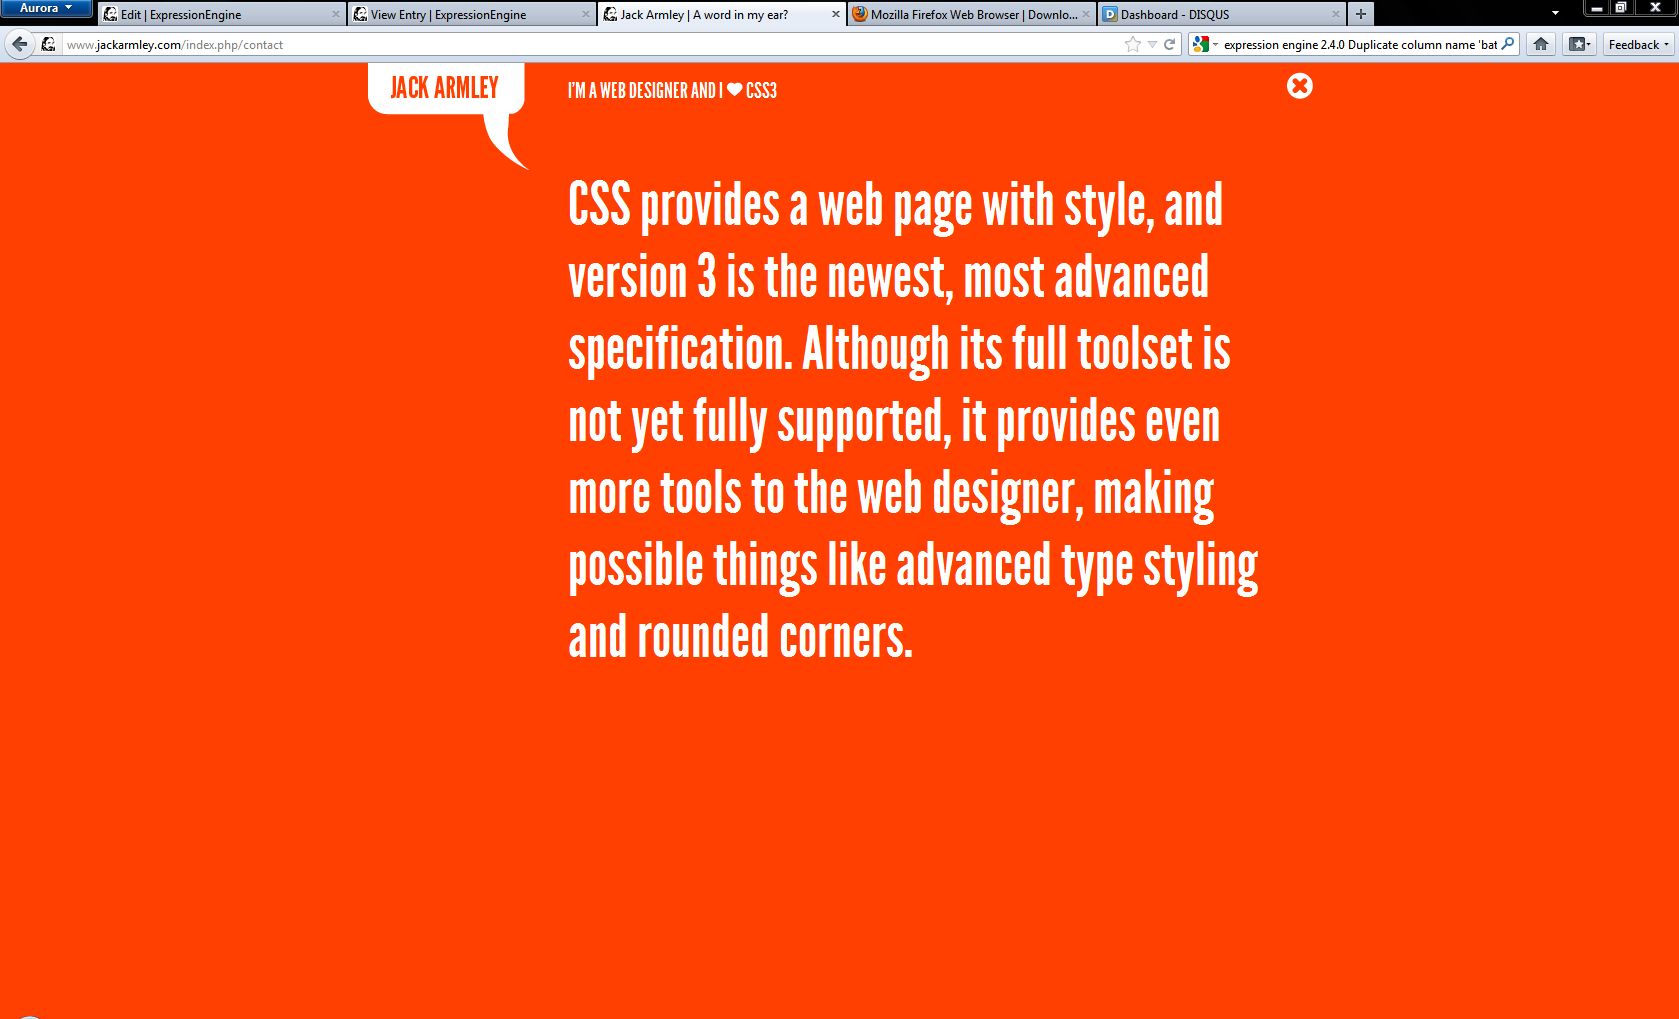 Aurora
Edit | ExpressionEngine
View Entry | ExpressionEngine
Jack Armley | A word in my ear?
Mozilla Firefox Web Browser | Downlo...
Dashboard - DISQUS
www.jackarmley.com/index.php/contact
expression engine 2.4.0 Duplicate column name 'bat
Feedback
JACK ARMLEY
I'M A WEB DESIGNER AND I ♥ CSS3
CSS provides a web page with style, and
version 3 is the newest, most advanced
specification. Although its full toolset is
not yet fully supported, it provides even
more tools to the web designer, making
possible things like advanced type styling
and rounded corners.